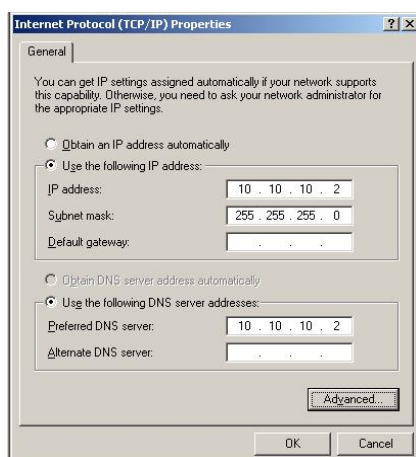 Internet Protocol (TCP/IP) Properties
General
You can get IP settings assigned automatically if your network supports
this capability. Otherwise, you need to ask your network administrator for
the appropriate IP settings.
Obtain an IP address automatically
Use the following IP address:
IP address: 10 . 10 . 10 . 2
Subnet mask: 255 . 255 . 255 . 0
Default gateway: . . .
Obtain DNS server address automatically
Use the following DNS server addresses:
Preferred DNS server: 10 . 10 . 10 . 2
Alternate DNS server: . . .
Advanced...
OK Cancel